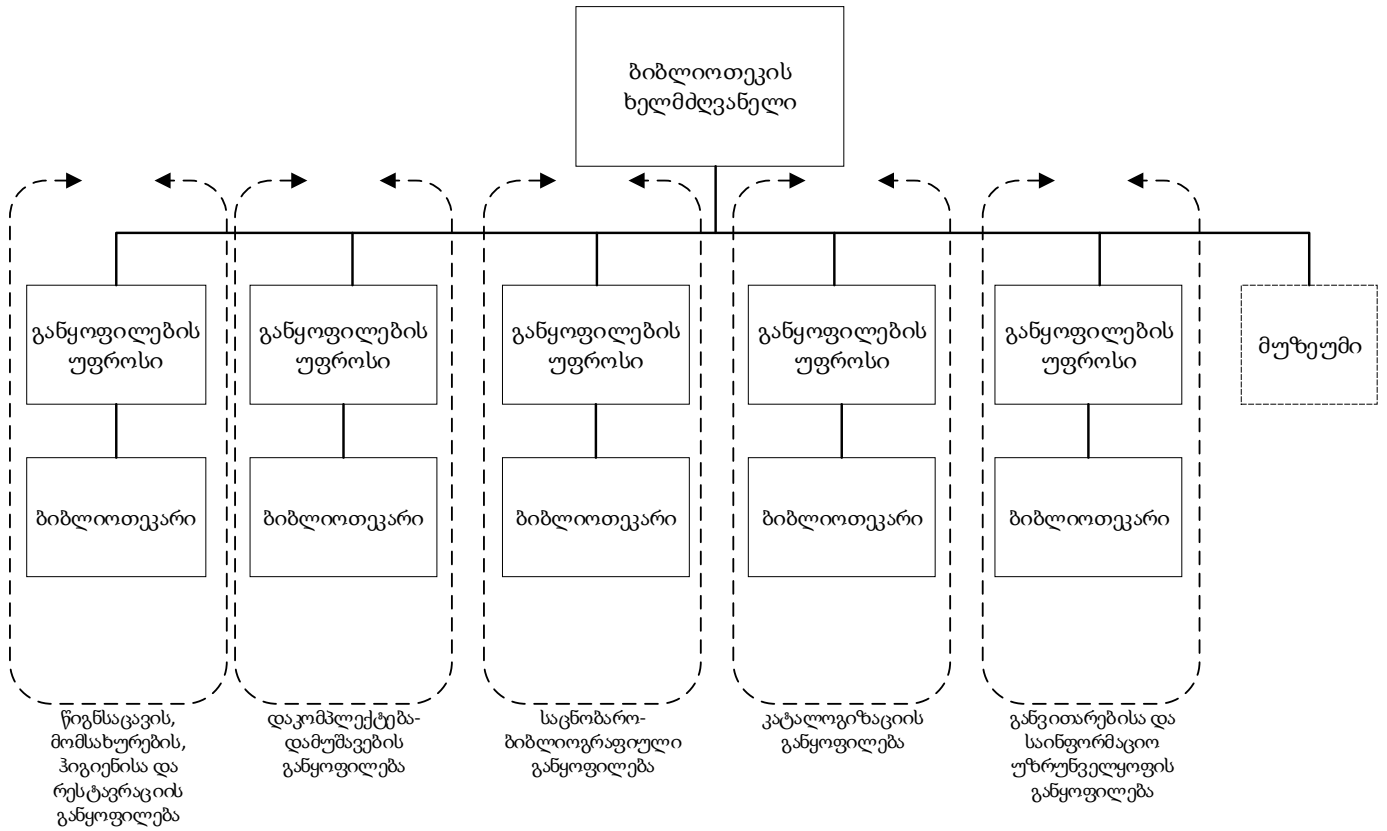 ბიბლიოთეკის
ხელმძღვანელი
განყოფილების
უფროსი
განყოფილების
უფროსი
განყოფილების
უფროსი
განყოფილების
უფროსი
განყოფილების
უფროსი
მუზეუმი
ბიბლიოთეკარი
ბიბლიოთეკარი
ბიბლიოთეკარი
ბიბლიოთეკარი
ბიბლიოთეკარი
წიგნსაცავის,
მომსახურების,
ჰიგიენისა და
რესტავრაციის
განყოფილება
დაკომპლექტება-
დამუშავების
განყოფილება
საცნობარო-
ბიბლიოგრაფიული
განყოფილება
კატალოგიზაციის
განყოფილება
განვითარებისა და
საინფორმაციო
უზრუნველყოფის
განყოფილება